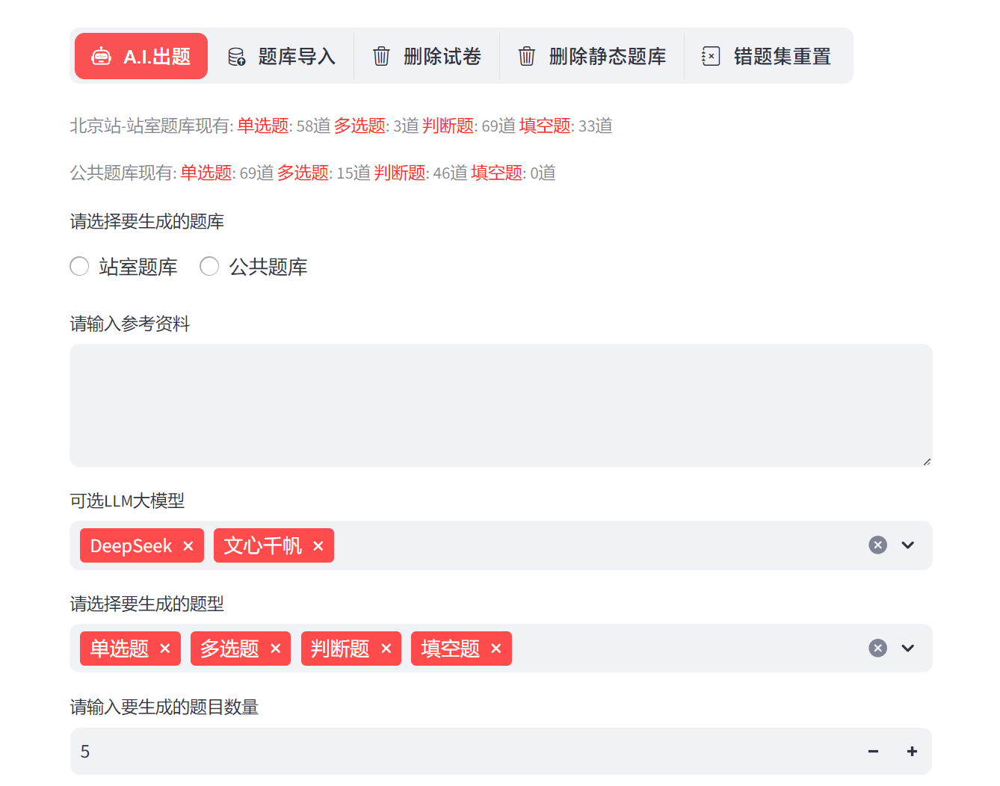 A.I.出题 题库导入 删除试卷 删除静态题库 错题集重置
北京站-站室题库现有: 单选题: 58道 多选题: 3道 判断题: 69道 填空题: 33道
公共题库现有: 单选题: 69道 多选题: 15道 判断题: 46道 填空题: 0道
请选择要生成的题库
站室题库 公共题库
请输入参考资料
可选LLM大模型
DeepSeek 文心千帆
请选择要生成的题型
单选题 多选题 判断题 填空题
请输入要生成的题目数量
5